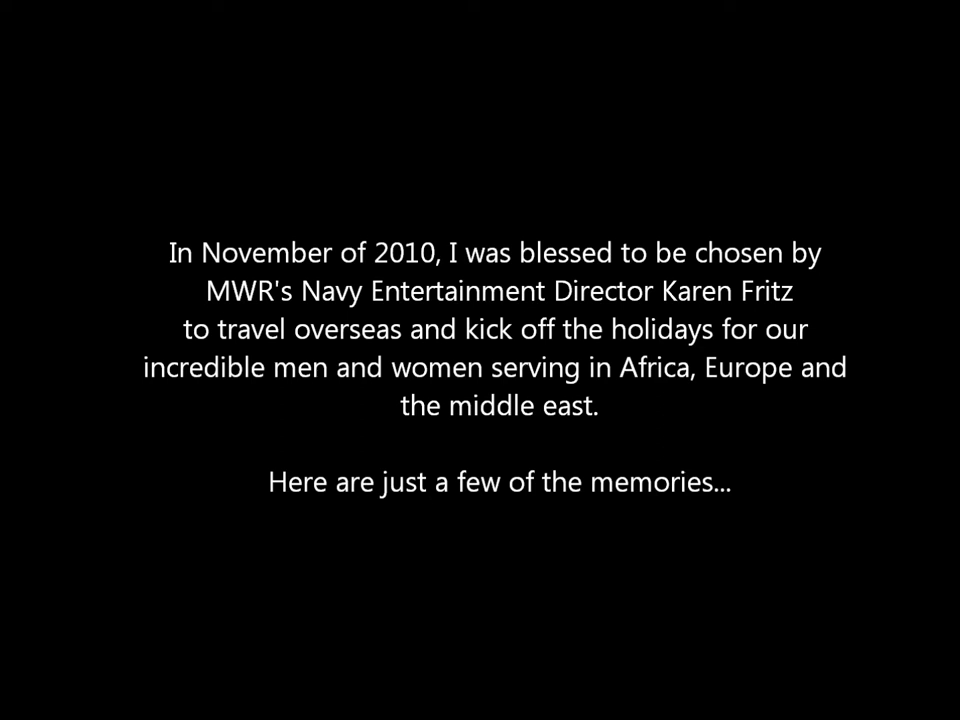 In November of 2010, I was blessed to be chosen by
MWR's Navy Entertainment Director Karen Fritz
to travel overseas and kick off the holidays for our
incredible men and women serving in Africa, Europe and
the middle east.
Here are just a few of the memories...